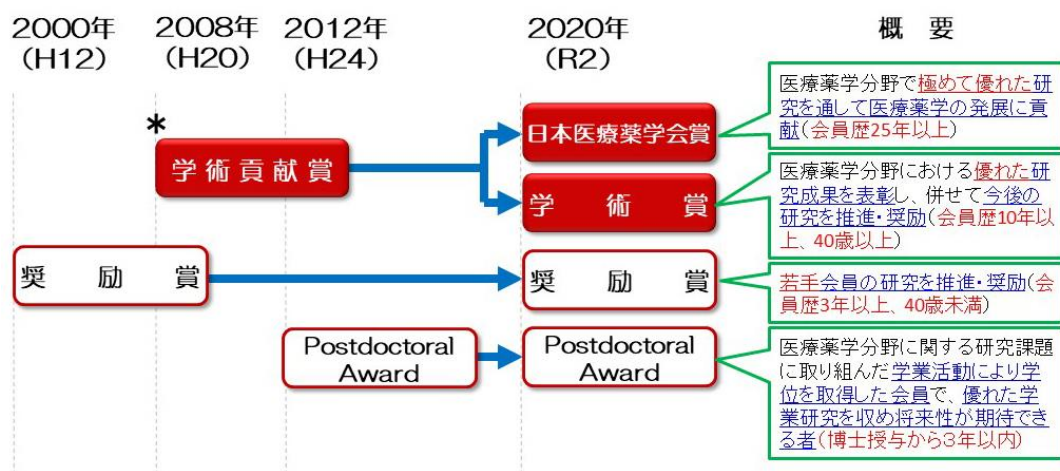 2000年
(H12)
2008年
(H20)
2012年
(H24)
2020年
(R2)
概 要
*
学術貢献賞
日本医療薬学会賞
医療薬学分野で極めて優れた研
究を通して医療薬学の発展に貢
献(会員歴25年以上)
学 術 賞
医療薬学分野における優れた研
究成果を表彰し、併せて今後の
研究を推進・奨励(会員歴10年以
上、40歳以上)
奨 励 賞
奨 励 賞
若手会員の研究を推進・奨励(会
員歴3年以上、40歳未満)
Postdoctoral
Award
Postdoctoral
Award
医療薬学分野に関する研究課題
に取り組んだ学業活動により学
位を取得した会員で、優れた学
業研究を収め将来性が期待でき
る者(博士授与から3年以内)